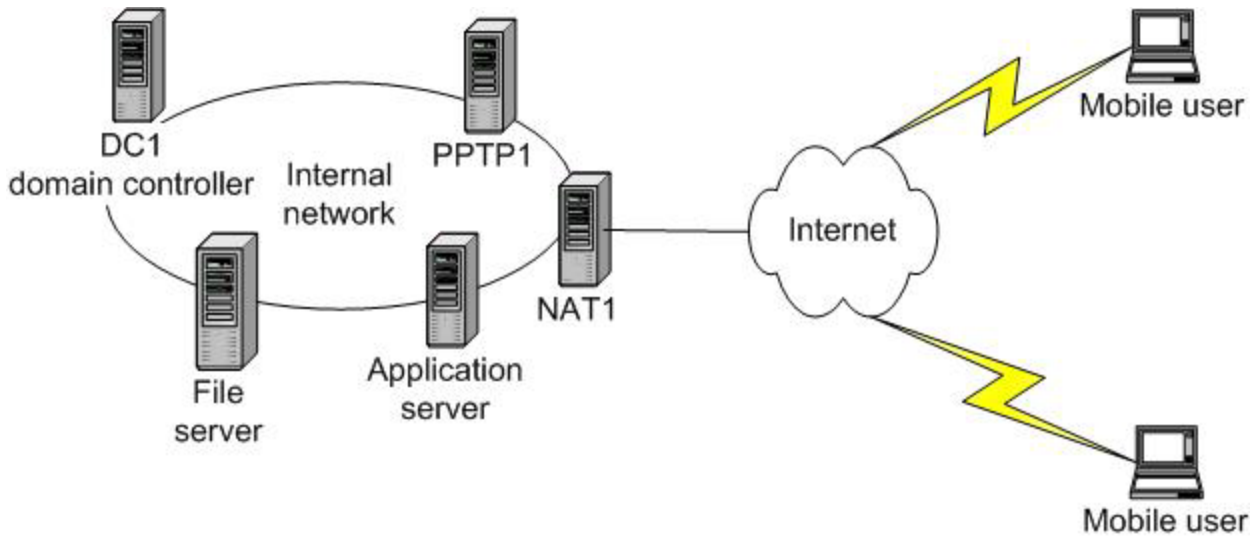 DC1
domain controller
Internal
network
PPTP1
NAT1
File
server
Application
server
Internet
Mobile user
Mobile user